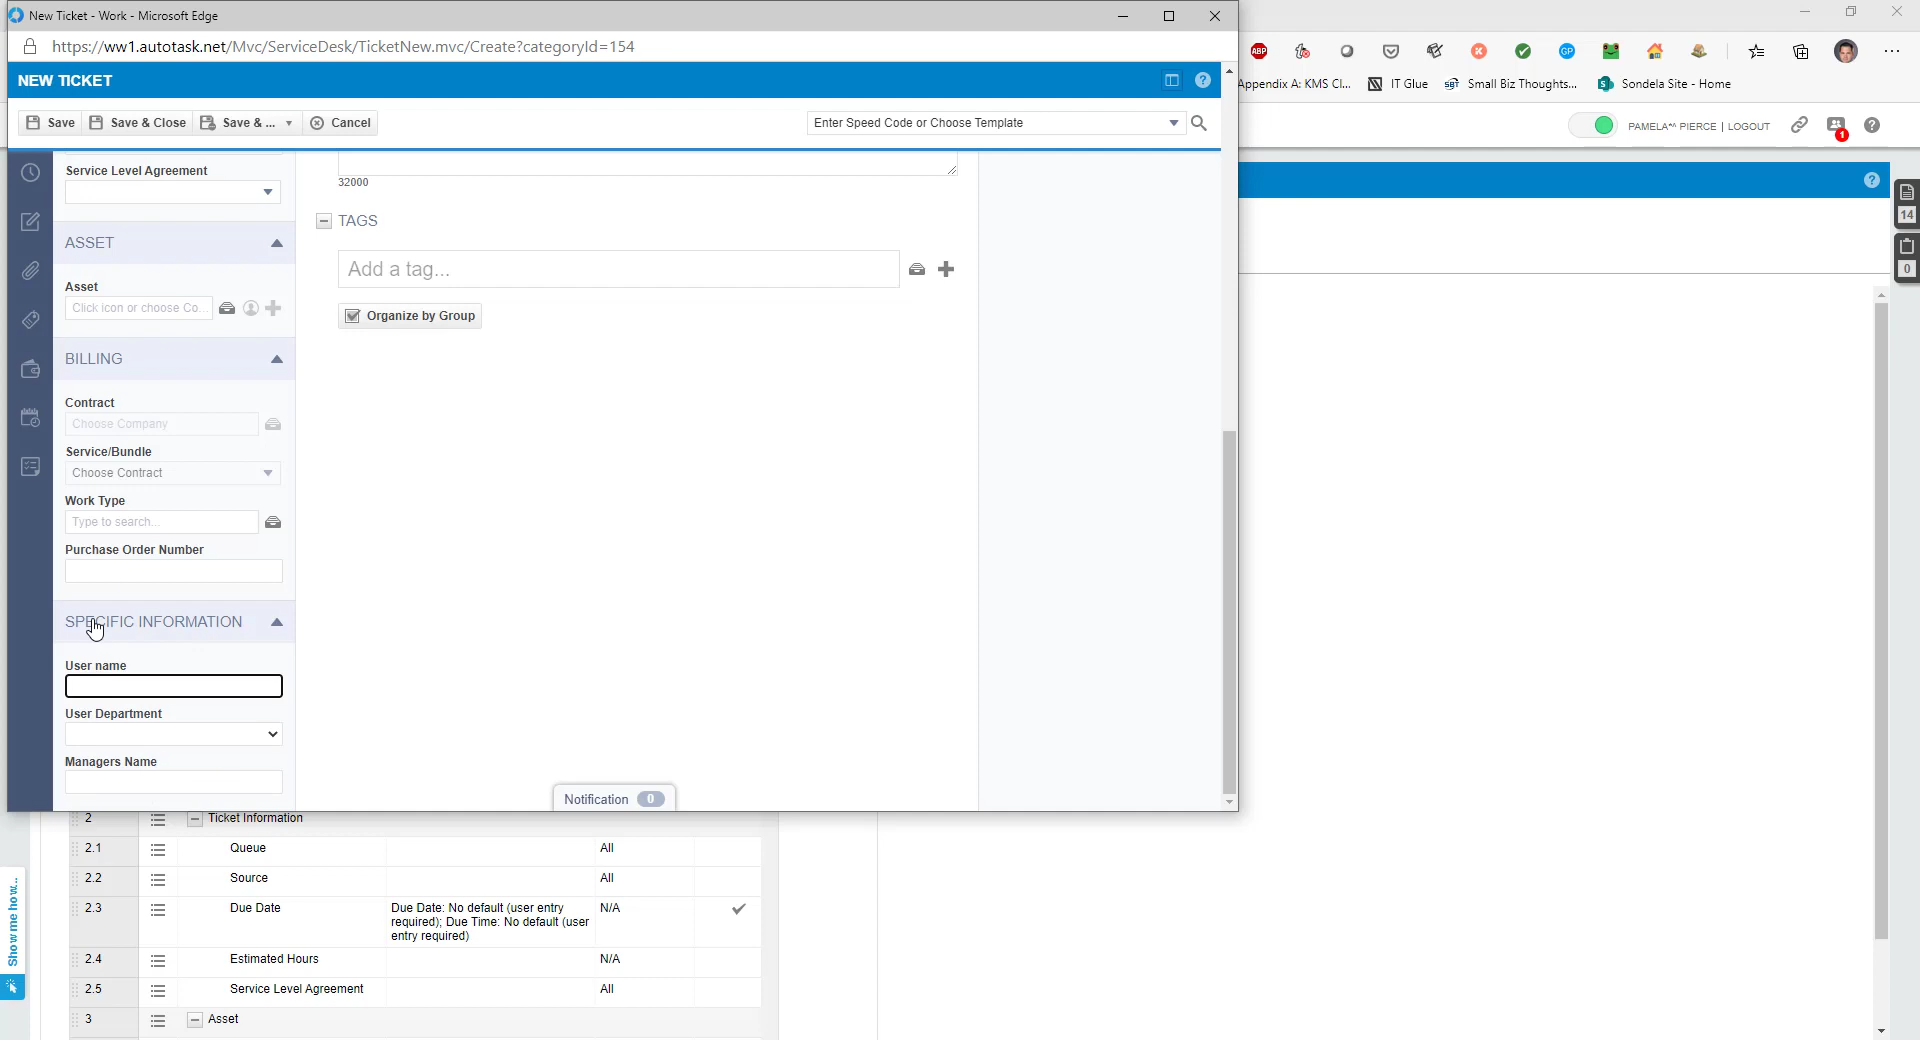 New Ticket - Work - Microsoft Edge
https://ww1.autotask.net/Mvc/ServiceDesk/TicketNew.mvc/Create?categoryId=154
ABP
GP
Appendix A: KMS Cl...
IT Glue
SBT
Small Biz Thoughts...
Sondela Site - Home
NEW TICKET
Save
Save & Close
Save & ...
Cancel
Enter Speed Code or Choose Template
PAMELA^^ PIERCE | LOGOUT
1
14
0
Service Level Agreement
32000
TAGS
Add a tag...
Organize by Group
ASSET
Asset
Click icon or choose Co...
BILLING
Contract
Choose Company
Service/Bundle
Choose Contract
Work Type
Type to search...
Purchase Order Number
SPECIFIC INFORMATION
User name
User Department
Managers Name
Notification 0
2 Ticket Information
2.1 Queue All
2.2 Source All
2.3 Due Date Due Date: No default (user entry N/A
required); Due Time: No default (user
entry required)
2.4 Estimated Hours N/A
2.5 Service Level Agreement All
3 Asset
Show me how...